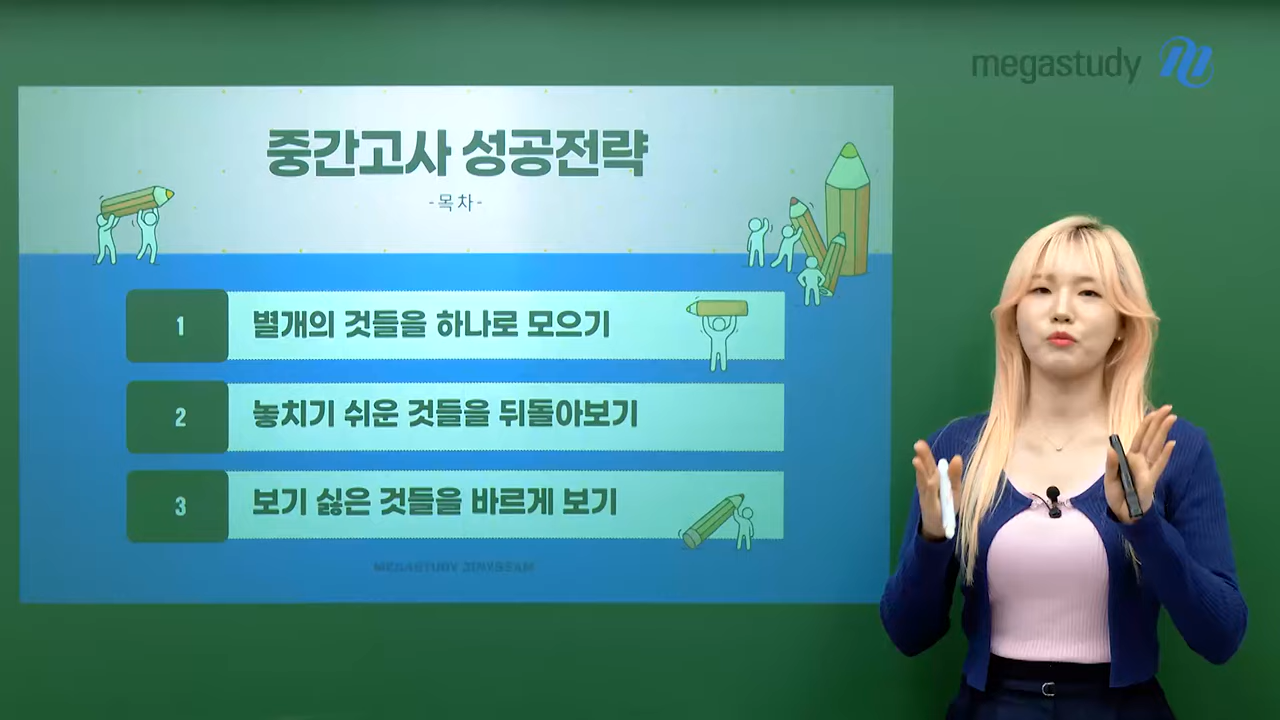 megastudy
중간고사 성공전략
-목차-
1 별개의 것들을 하나로 모으기
2 놓치기 쉬운 것들을 뒤돌아보기
3 보기 싫은 것들을 바르게 보기
MEGASTUDY JINYSEAM